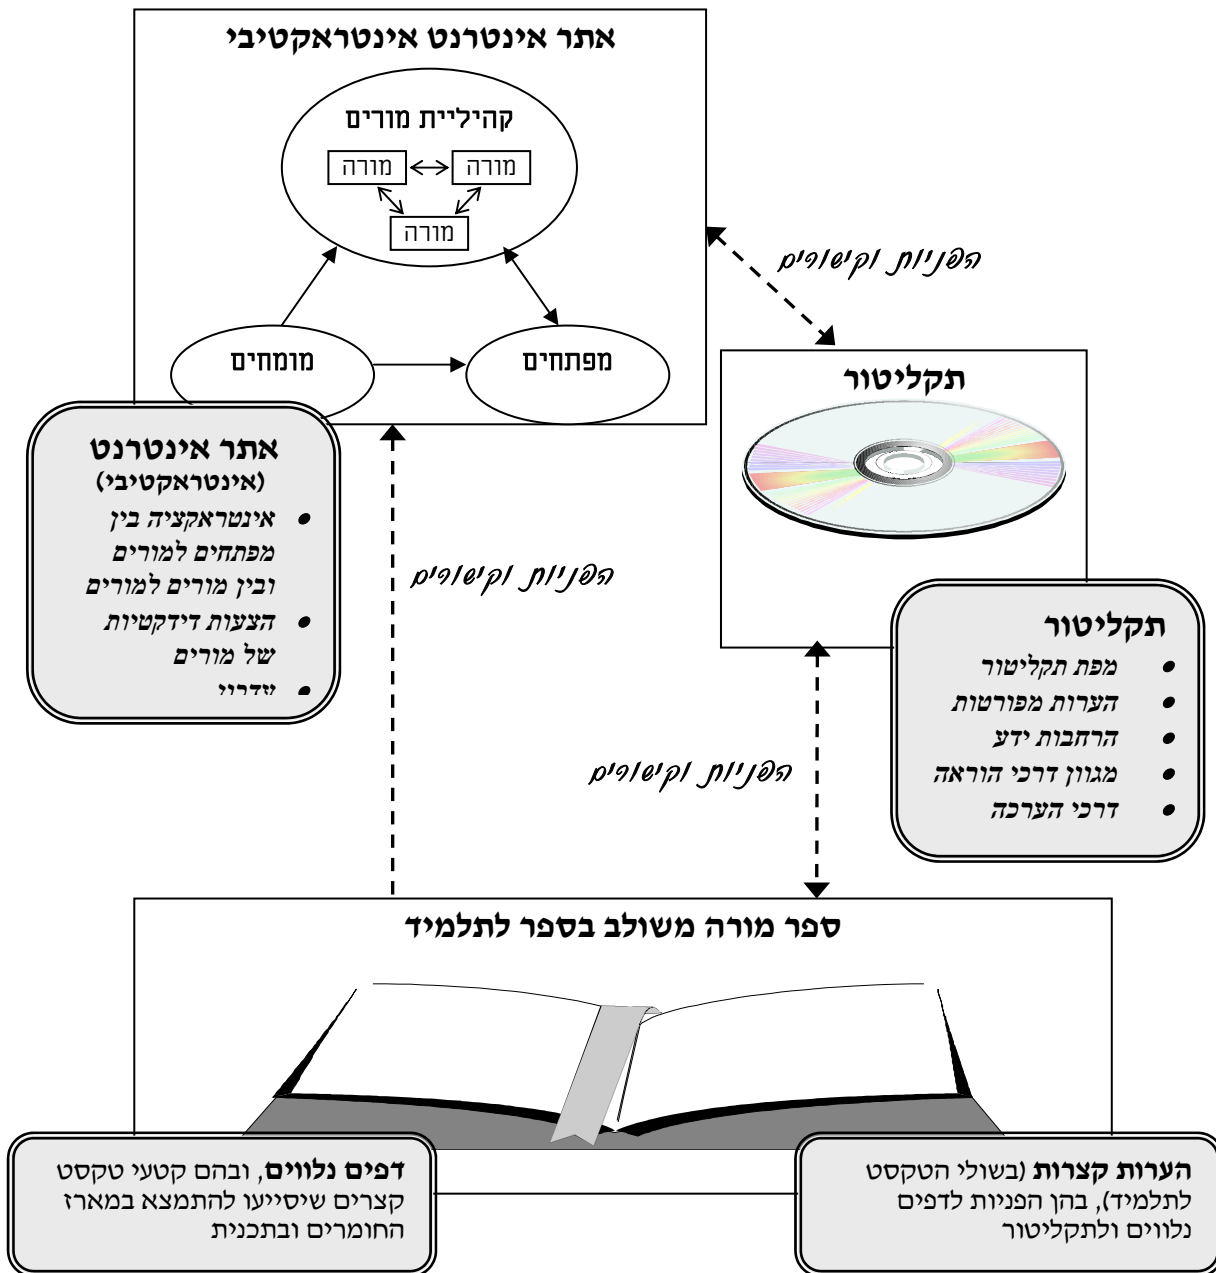 אתר אינטרנט אינטראקטיבי
קהיליית מורים
מורה
מורה
מורה
מומחים
מפתחים
הפניות וקישורים
תקליטור
אתר אינטרנט
(אינטראקטיבי)
• אינטראקציה בין
מפתחים למורים
ובין מורים למורים
• הצעות דידקטיות
של מורים
הפניות וקישורים
תקליטור
• מפת תקליטור
• הערות מפורטות
• הרחבות ידע
• מגוון דרכי הוראה
• דרכי הערכה
הפניות וקישורים
ספר מורה משולב בספר לתלמיד
הערות קצרות (בשולי הטקסט
לתלמיד), בהן הפניות לדפים
נלווים ולתקליטור
דפים נלווים, ובהם קטעי טקסט
קצרים שיסייעו להתמצא במארז
החומרים ובתכנית